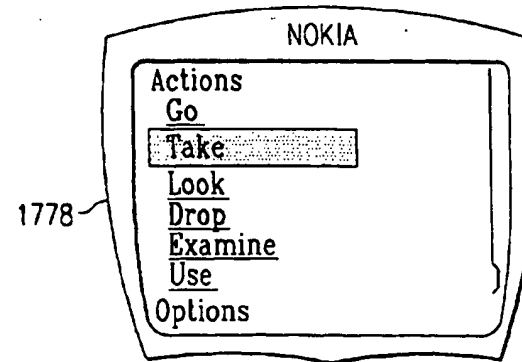 NOKIA
Actions
Go
Take
Look
1778
Drop
Examine
Use
Options